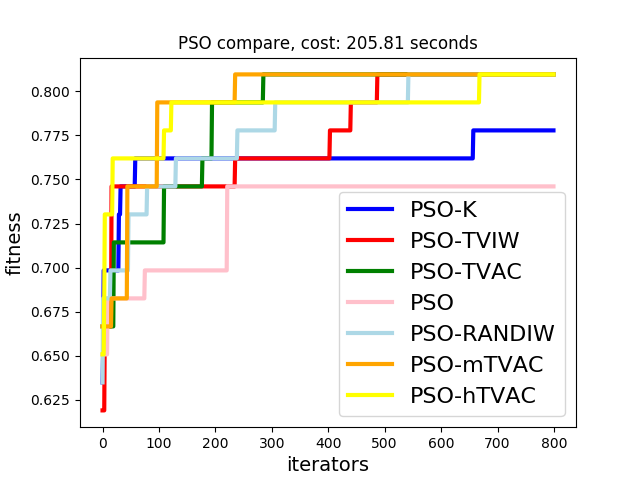 PSO compare, cost: 205.81 seconds
0.800
0.775
0.750
0.725
0.700
0.675
0.650
0.625
fitness
PSO-K
PSO-TVIW
PSO-TVAC
PSO
PSO-RANDIW
PSO-mTVAC
PSO-hTVAC
0 100 200 300 400 500 600 700 800
iterators